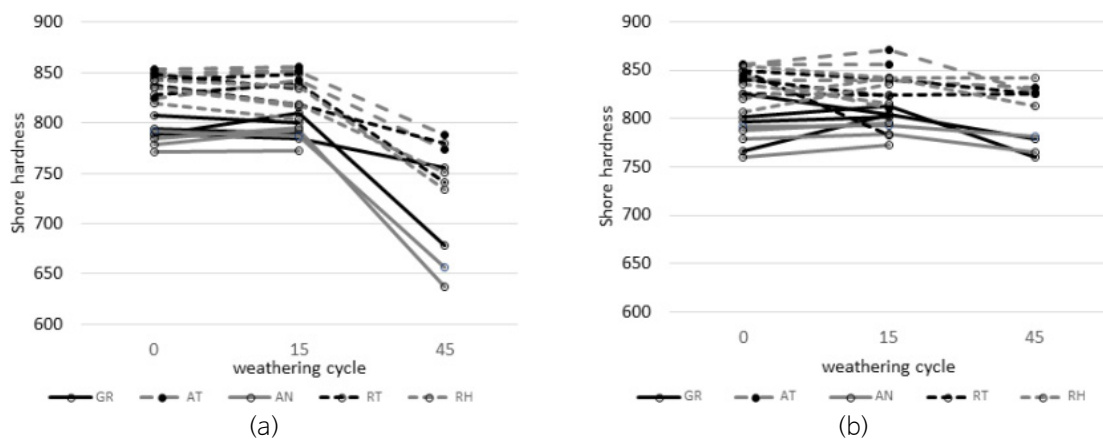 900
850
800
750
700
650
600
Shore hardness
0 15 45
weathering cycle
GR AT AN RT RH
(a)
900
850
800
750
700
650
600
Shore hardness
0 15 45
weathering cycle
GR AT AN RT RH
(b)